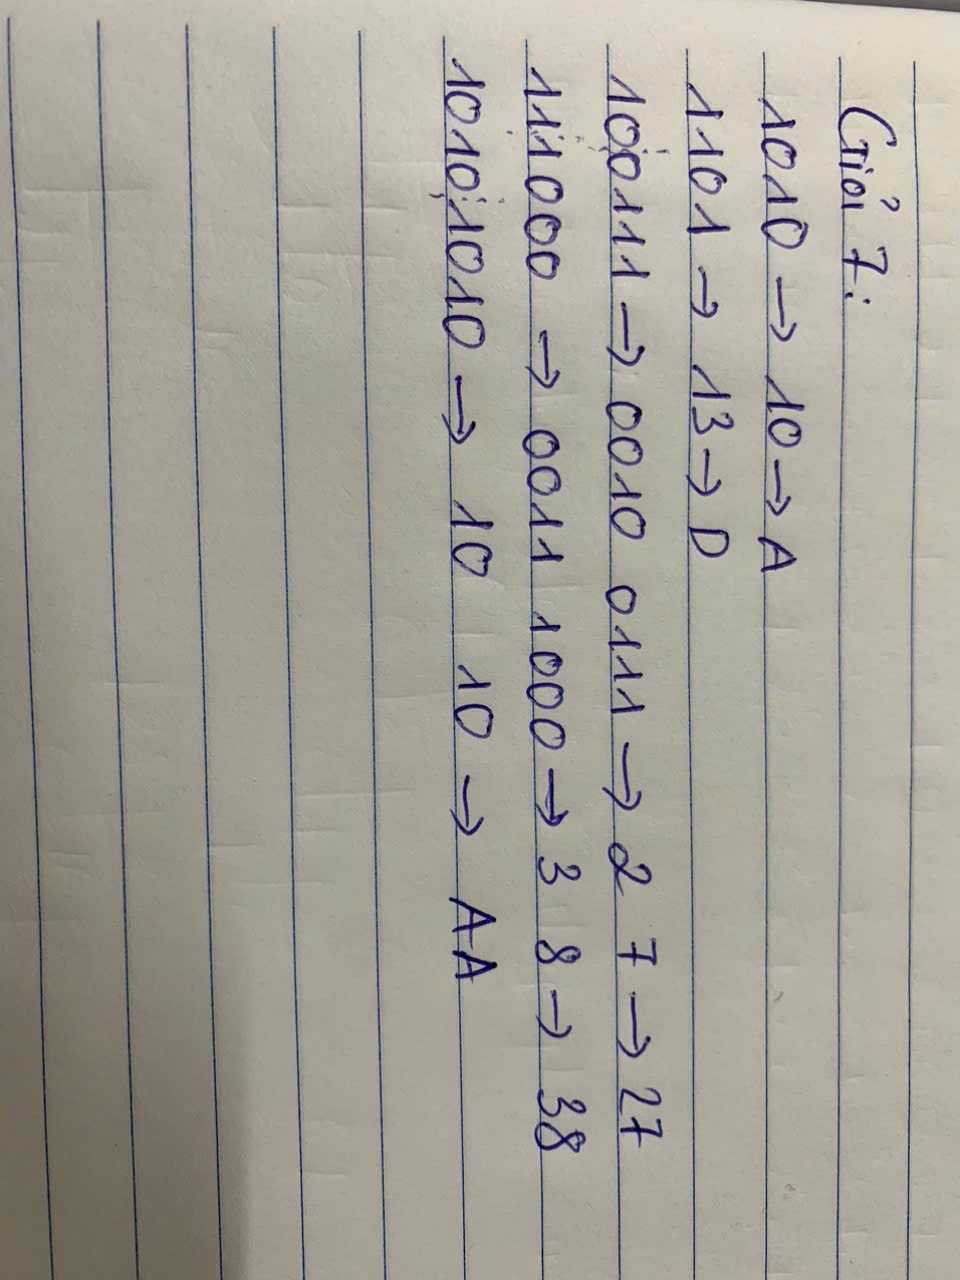 Giải 7:
1010 → 10 → A
1101 → 13 → D
100111 → 0010 0111 → 2 7 → 27
111000 → 0011 1000 → 3 8 → 38
10101010 → 10 10 → AA